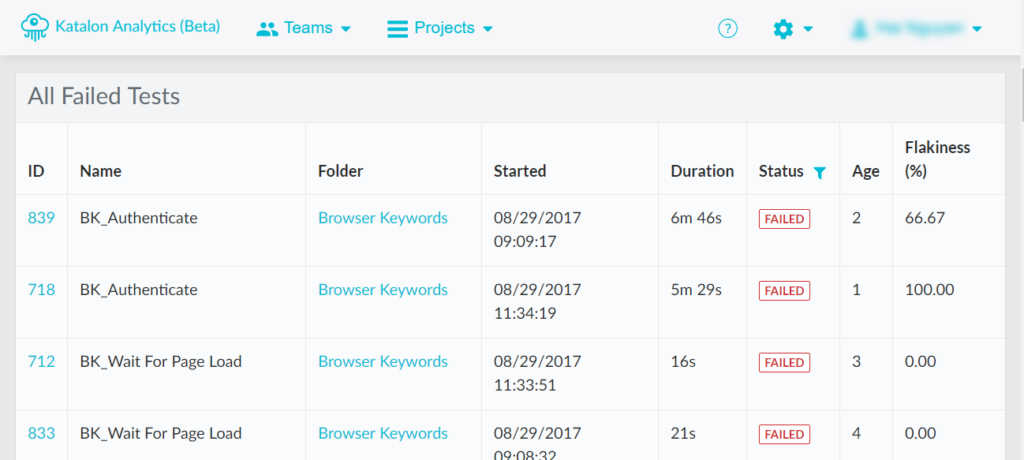 Katalon Analytics (Beta) Teams Projects ?
All Failed Tests
ID Name Folder Started Duration Status Age Flakiness (%)
839 BK_Authenticate Browser Keywords 08/29/2017 09:09:17 6m 46s FAILED 2 66.67
718 BK_Authenticate Browser Keywords 08/29/2017 11:34:19 5m 29s FAILED 1 100.00
712 BK_Wait For Page Load Browser Keywords 08/29/2017 11:33:51 16s FAILED 3 0.00
833 BK_Wait For Page Load Browser Keywords 08/29/2017 09:08:32 21s FAILED 4 0.00